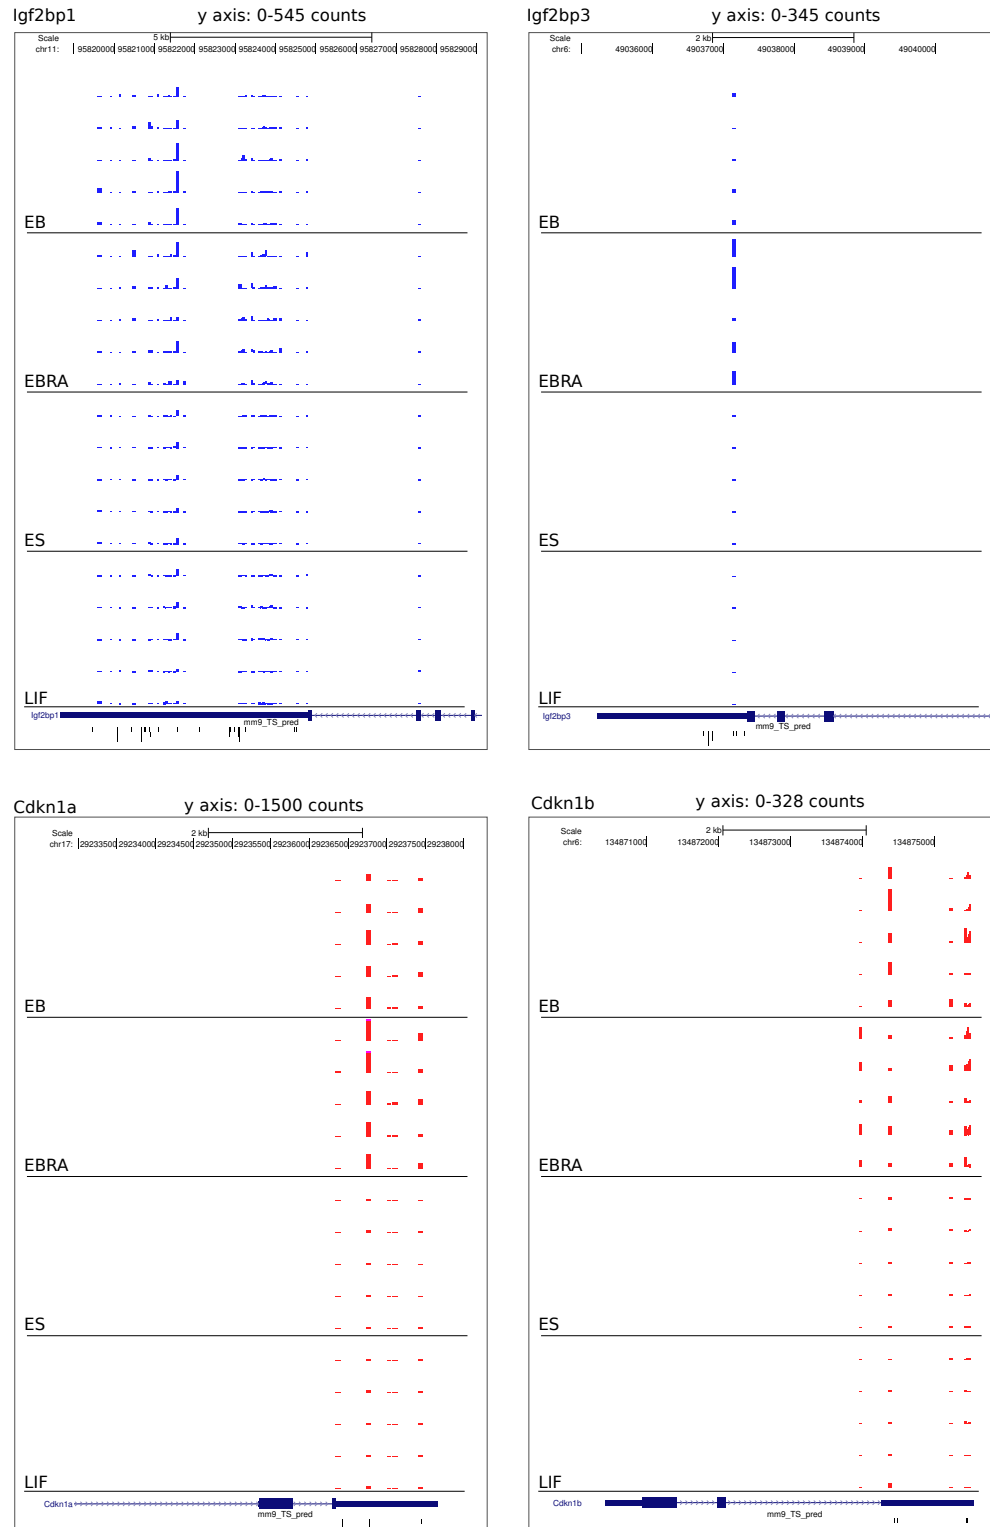 Igf2bp1 y axis: 0-545 counts
Scale 5 kb
chr11: 95820000 95821000 95822000 95823000 95824000 95825000 95826000 95827000 95828000 95829000
EB
EBRA
ES
LIF
Igf2bp1
mm9_TS_pred
Igf2bp3 y axis: 0-345 counts
Scale 2 kb
chr6: 49036000 49037000 49038000 49039000 49040000
EB
EBRA
ES
LIF
Igf2bp3
mm9_TS_pred
Cdkn1a y axis: 0-1500 counts
Scale 2 kb
chr17: 29233500 29234000 29234500 29235000 29235500 29236000 29236500 29237000 29237500 29238000
EB
EBRA
ES
LIF
Cdkn1a
mm9_TS_pred
Cdkn1b y axis: 0-328 counts
Scale 2 kb
chr6: 134871000 134872000 134873000 134874000 134875000
EB
EBRA
ES
LIF
Cdkn1b
mm9_TS_pred